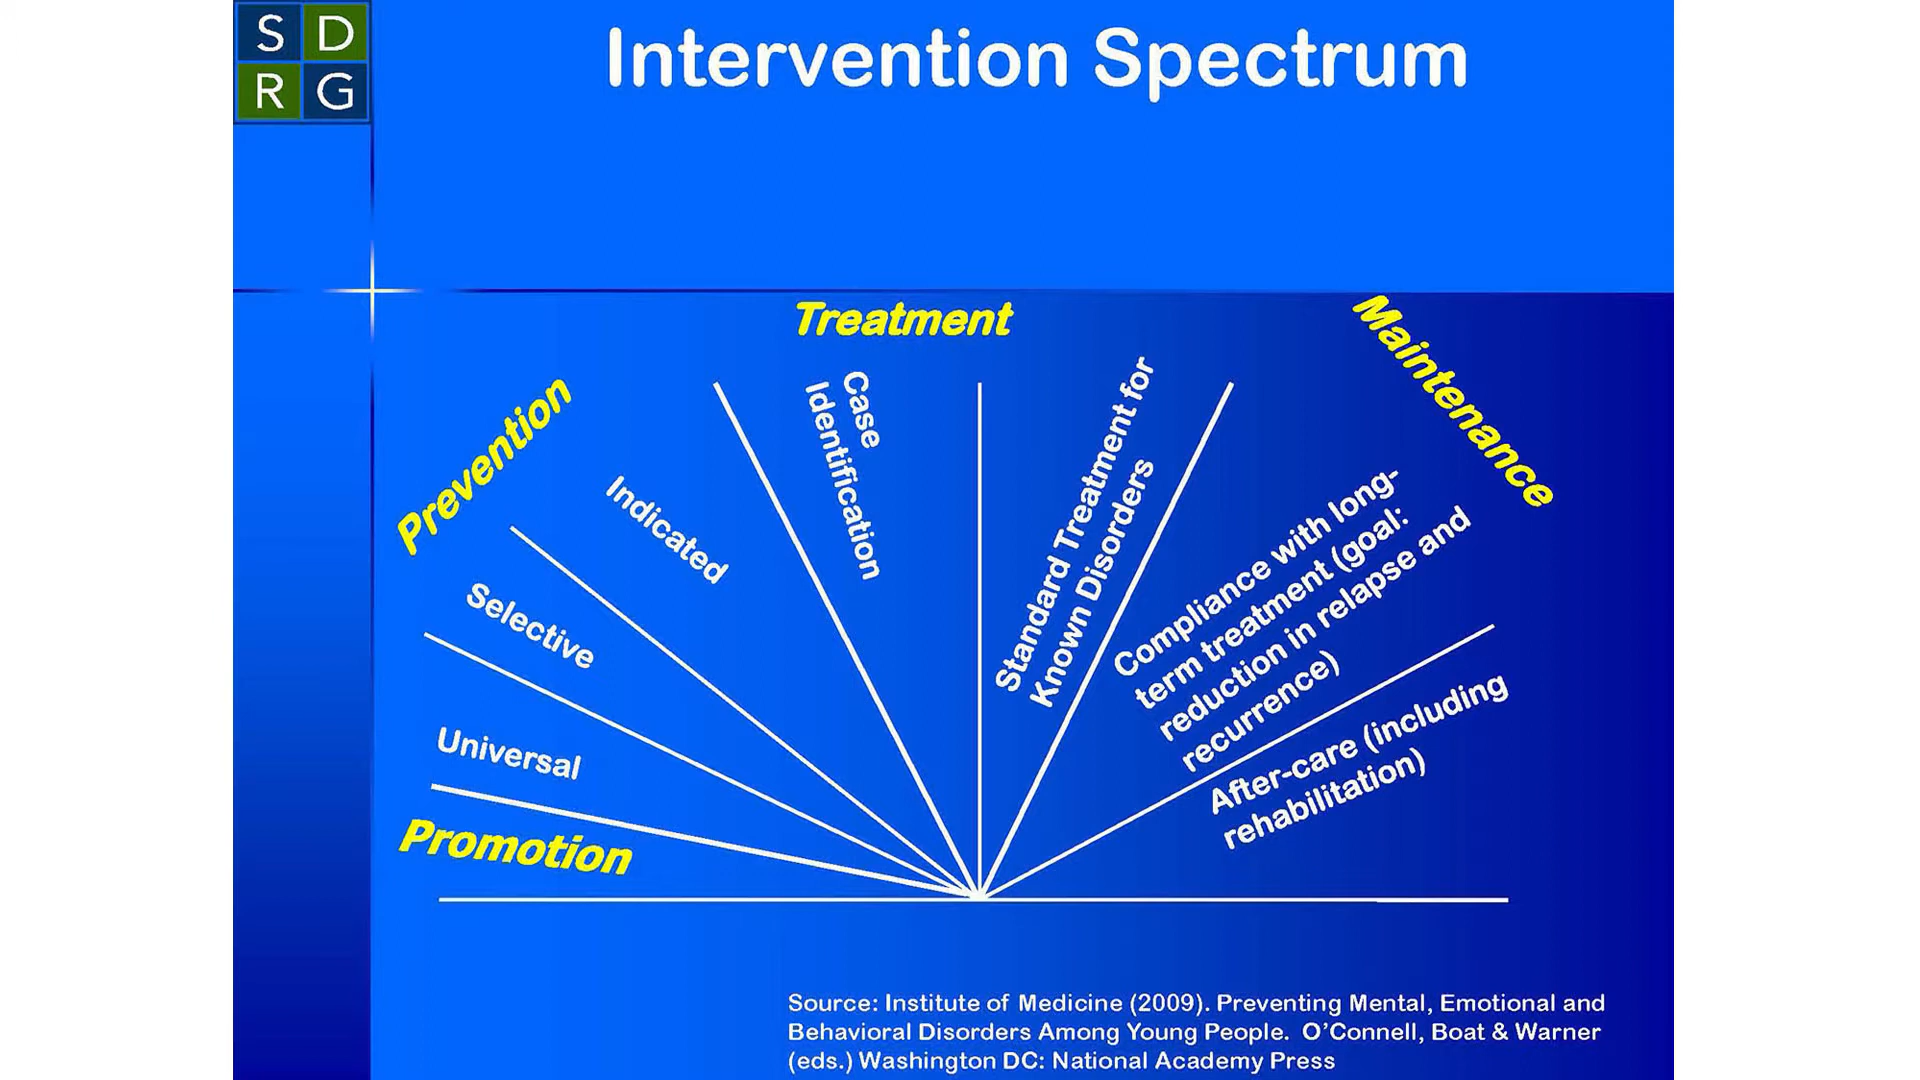 S D
R G
Intervention Spectrum
Promotion
Universal
Selective
Prevention
Indicated
Treatment
Case
Identification
Standard Treatment for
Known Disorders
Maintenance
Compliance with long-
term treatment (goal:
reduction in relapse and
recurrence)
After-care (including
rehabilitation)
Source: Institute of Medicine (2009). Preventing Mental, Emotional and
Behavioral Disorders Among Young People. O’Connell, Boat & Warner
(eds.) Washington DC: National Academy Press